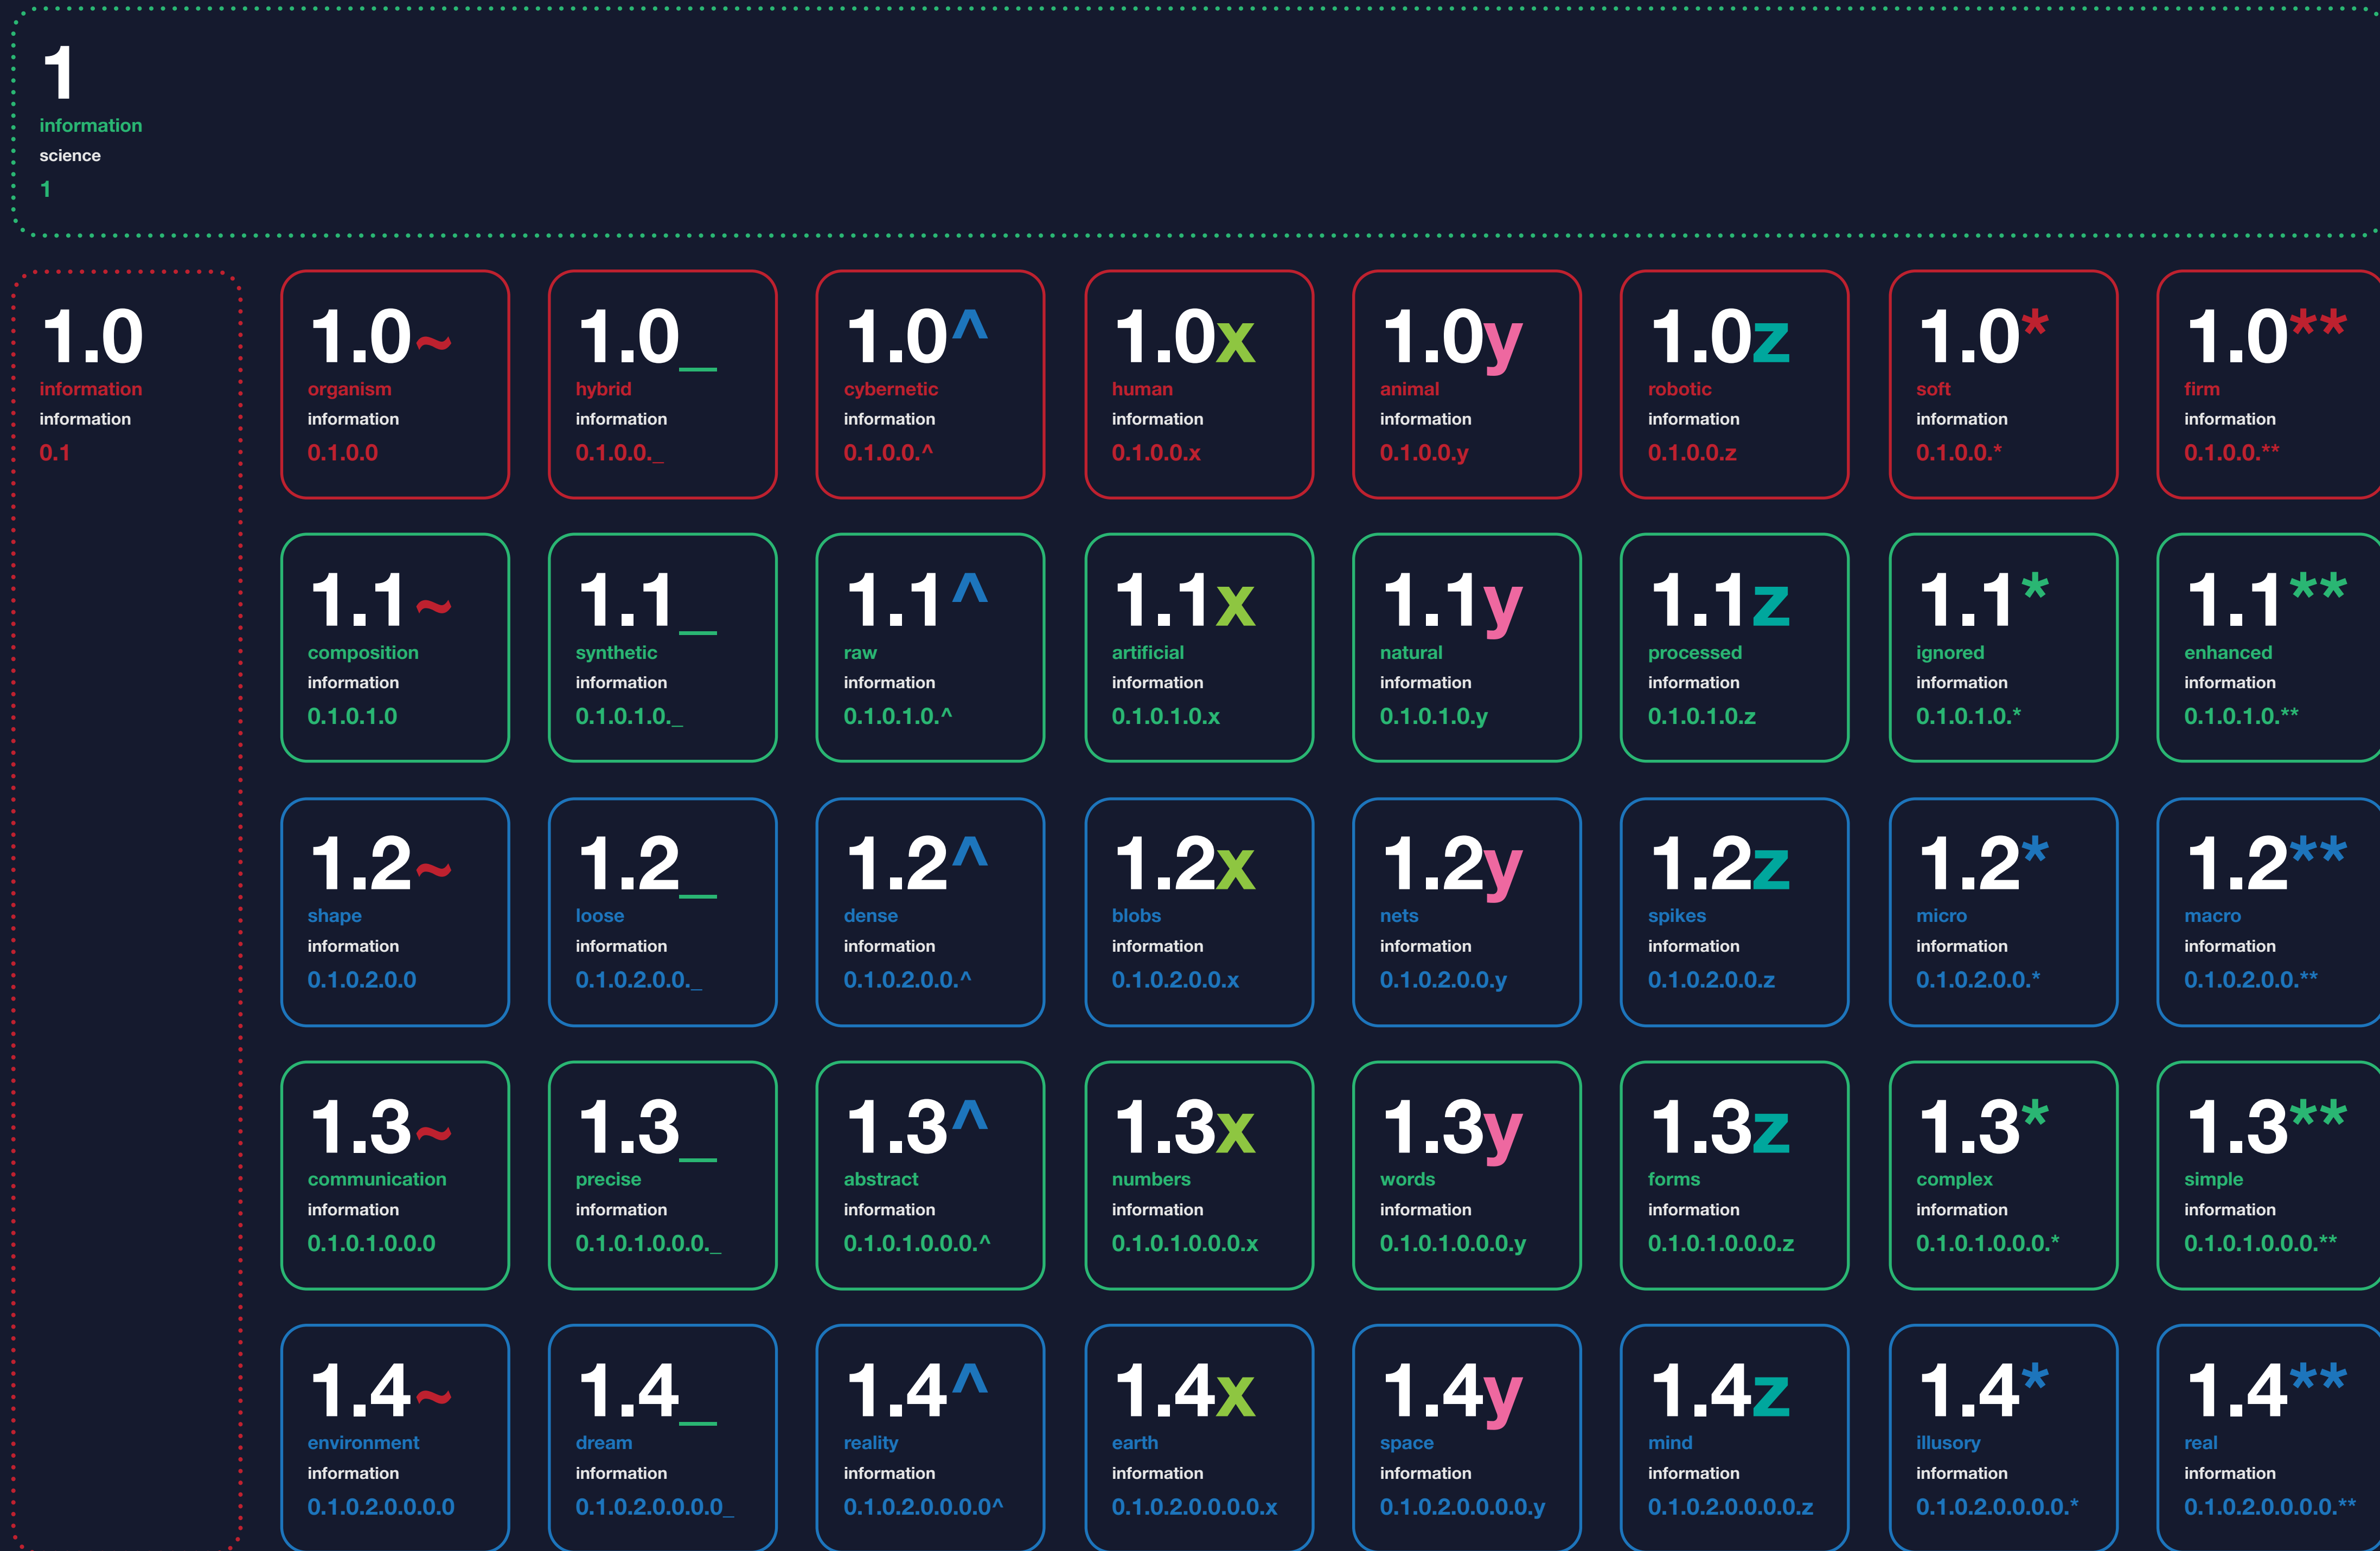 1
information
science
1
1.0
information
information
0.1
1.0~
organism
information
0.1.0.0
1.0_
hybrid
information
0.1.0.0._
1.0^
cybernetic
information
0.1.0.0.^
1.0x
human
information
0.1.0.0.x
1.0y
animal
information
0.1.0.0.y
1.0z
robotic
information
0.1.0.0.z
1.0*
soft
information
0.1.0.0.*
1.0**
firm
information
0.1.0.0.**
1.1~
composition
information
0.1.0.1.0
1.1_
synthetic
information
0.1.0.1.0._
1.1^
raw
information
0.1.0.1.0.^
1.1x
artificial
information
0.1.0.1.0.x
1.1y
natural
information
0.1.0.1.0.y
1.1z
processed
information
0.1.0.1.0.z
1.1*
ignored
information
0.1.0.1.0.*
1.1**
enhanced
information
0.1.0.1.0.**
1.2~
shape
information
0.1.0.2.0.0
1.2_
loose
information
0.1.0.2.0.0._
1.2^
dense
information
0.1.0.2.0.0.^
1.2x
blobs
information
0.1.0.2.0.0.x
1.2y
nets
information
0.1.0.2.0.0.y
1.2z
spikes
information
0.1.0.2.0.0.z
1.2*
micro
information
0.1.0.2.0.0.*
1.2**
macro
information
0.1.0.2.0.0.**
1.3~
communication
information
0.1.0.1.0.0.0
1.3_
precise
information
0.1.0.1.0.0.0._
1.3^
abstract
information
0.1.0.1.0.0.0.^
1.3x
numbers
information
0.1.0.1.0.0.0.x
1.3y
words
information
0.1.0.1.0.0.0.y
1.3z
forms
information
0.1.0.1.0.0.0.z
1.3*
complex
information
0.1.0.1.0.0.0.*
1.3**
simple
information
0.1.0.1.0.0.0.**
1.4~
environment
information
0.1.0.2.0.0.0.0
1.4_
dream
information
0.1.0.2.0.0.0.0_
1.4^
reality
information
0.1.0.2.0.0.0.0^
1.4x
earth
information
0.1.0.2.0.0.0.0.x
1.4y
space
information
0.1.0.2.0.0.0.0.y
1.4z
mind
information
0.1.0.2.0.0.0.0.z
1.4*
illusory
information
0.1.0.2.0.0.0.0.*
1.4**
real
information
0.1.0.2.0.0.0.0.**